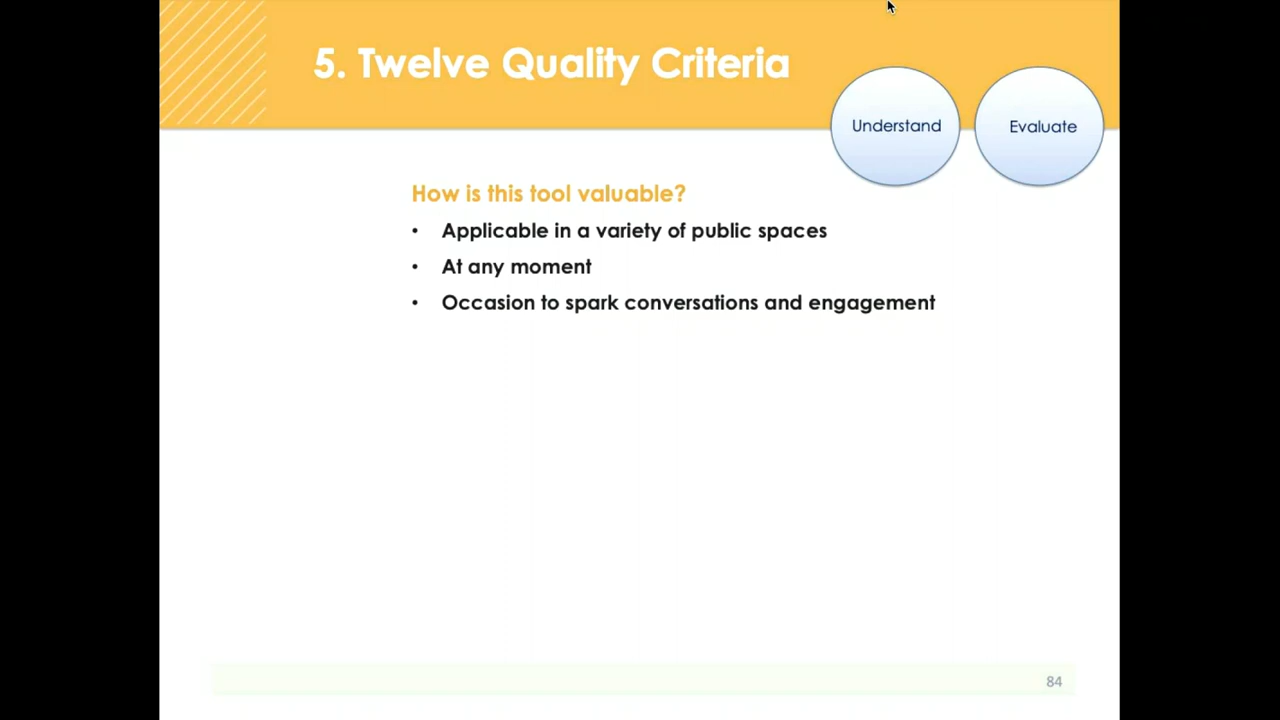 5. Twelve Quality Criteria
Understand
Evaluate
How is this tool valuable?
• Applicable in a variety of public spaces
• At any moment
• Occasion to spark conversations and engagement
84